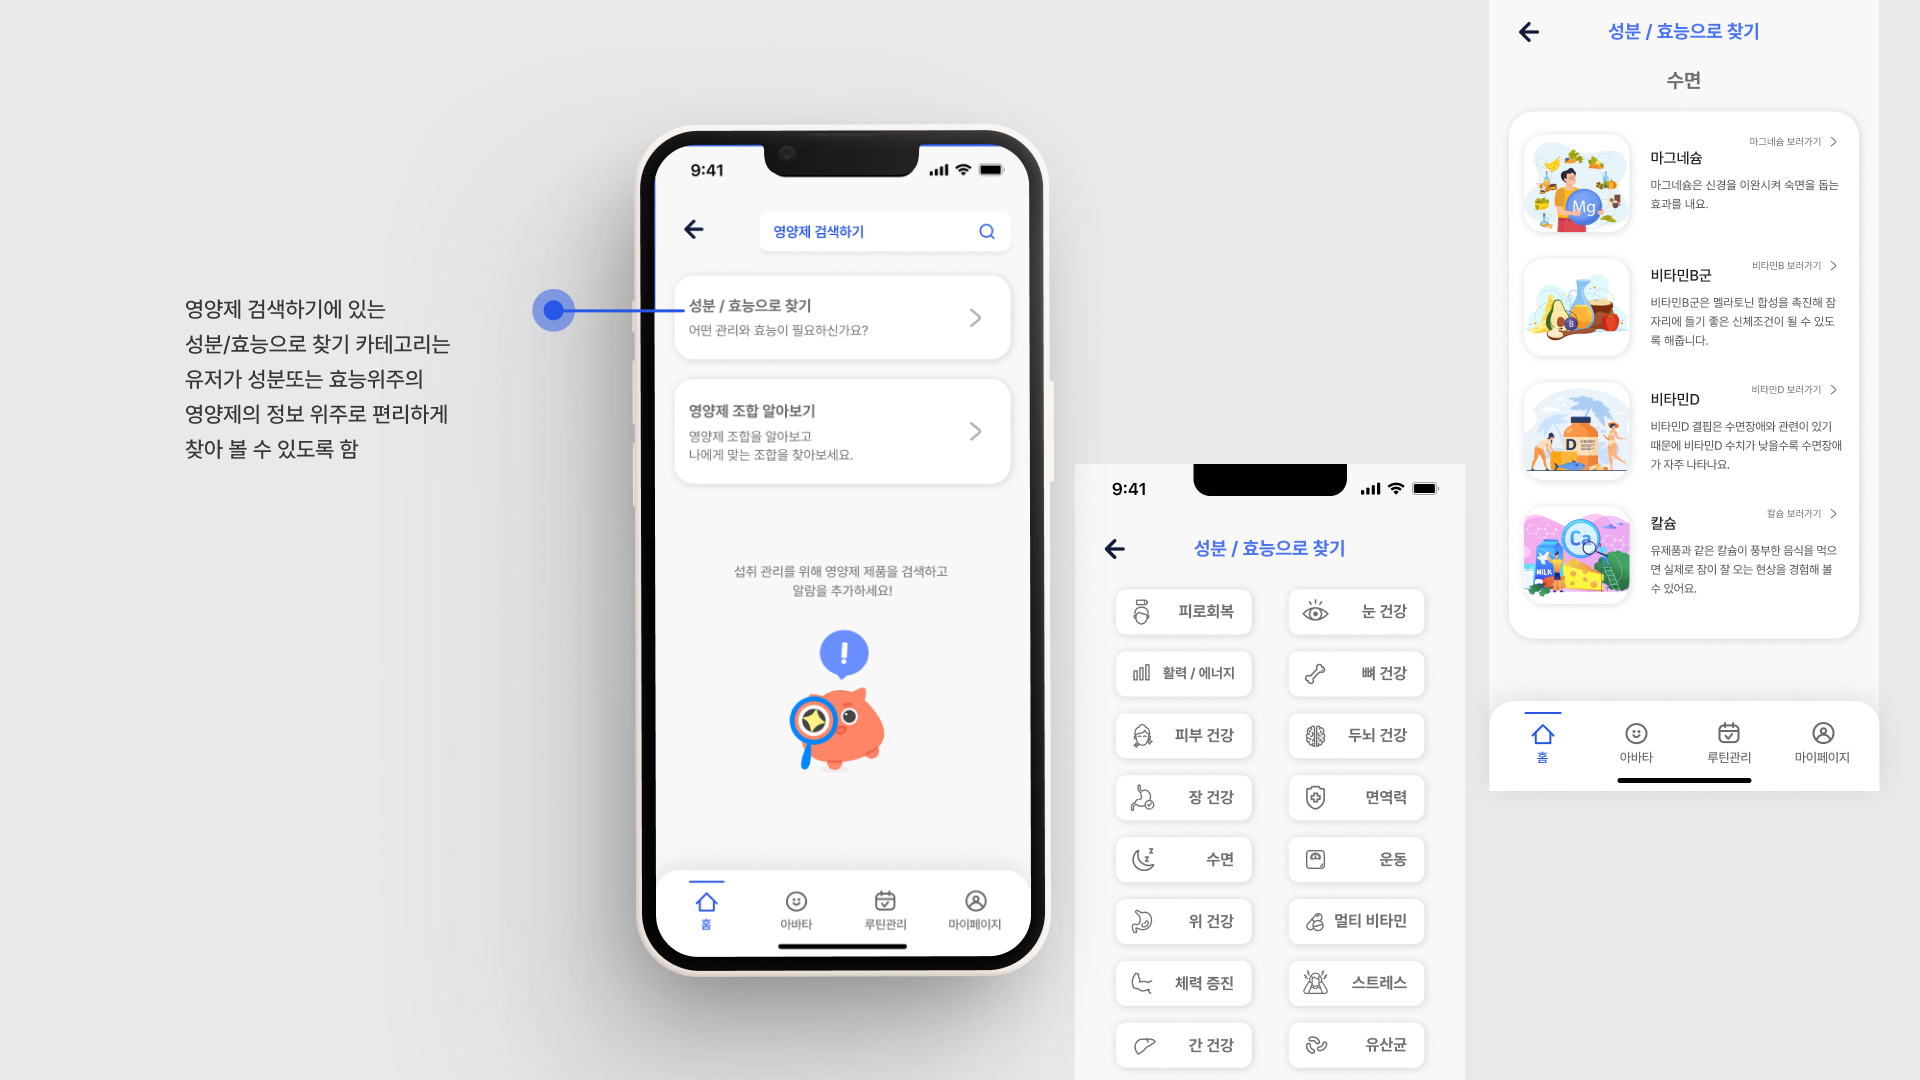 영양제 검색하기에 있는
성분/효능으로 찾기 카테고리는
유저가 성분또는 효능위주의
영양제의 정보 위주로 편리하게
찾아 볼 수 있도록 함
9:41
영양제 검색하기
성분 / 효능으로 찾기
어떤 관리와 효능이 필요하신가요?
영양제 조합 알아보기
영양제 조합을 알아보고
나에게 맞는 조합을 찾아보세요.
섭취 관리를 위해 영양제 제품을 검색하고
알람을 추가하세요!
!
홈
아바타
루틴관리
마이페이지
9:41
성분 / 효능으로 찾기
피로회복
눈 건강
활력 / 에너지
뼈 건강
피부 건강
두뇌 건강
장 건강
면역력
수면
운동
위 건강
멀티 비타민
체력 증진
스트레스
간 건강
유산균
성분 / 효능으로 찾기
수면
마그네슘 보러가기
마그네슘
마그네슘은 신경을 이완시켜 숙면을 돕는
효과를 내요.
Mg
비타민B 보러가기
비타민B군
비타민B군은 멜라토닌 합성을 촉진해 잠
자리에 들기 좋은 신체조건이 될 수 있도
록 해줍니다.
B
비타민D 보러가기
비타민D
비타민D 결핍은 수면장애와 관련이 있기
때문에 비타민D 수치가 낮을수록 수면장애
가 자주 나타나요.
D
칼슘 보러가기
칼슘
유제품과 같은 칼슘이 풍부한 음식을 먹으
면 실제로 잠이 잘 오는 현상을 경험해 볼
수 있어요.
Ca
MILK
홈
아바타
루틴관리
마이페이지